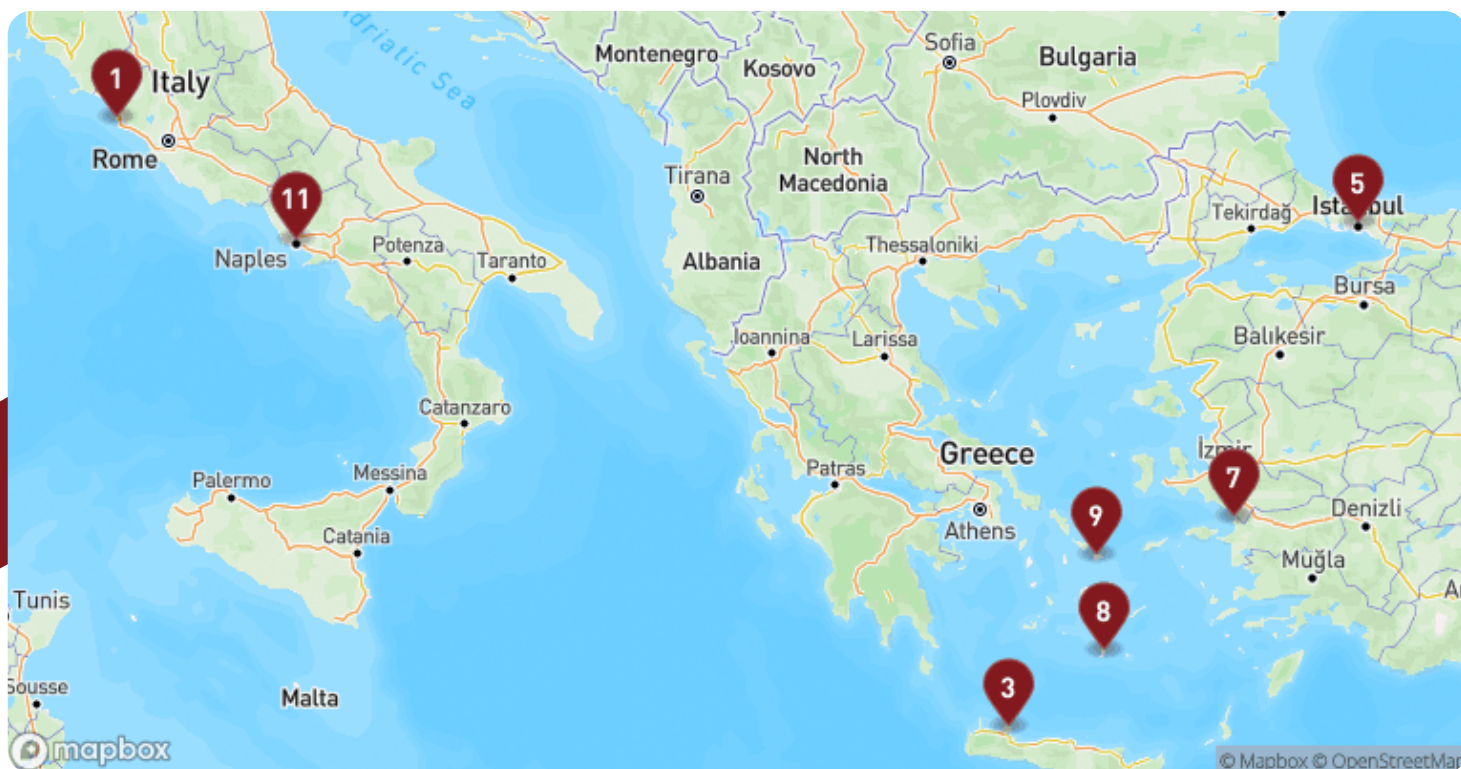 Adriatic Sea
Montenegro
Kosovo
Sofia
Bulgaria
1
Italy
Plovdiv
Rome
North
Macedonia
Tirana
5
Istanbul
11
Tekirdağ
Naples
Potenza
Taranto
Albania
Thessaloniki
Bursa
Ioannina
Larissa
Balıkesir
Catanzaro
Greece
İzmir
Palermo
Messina
Patras
7
Denizli
9
Catania
Athens
Muğla
Tunis
8
3
Sousse
Malta
mapbox
© Mapbox © OpenStreetMap